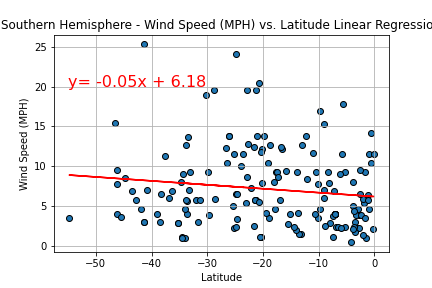 Southern Hemisphere - Wind Speed (MPH) vs. Latitude Linear Regressio
25
20
15
10
5
0
y= -0.05x + 6.18
Wind Speed (MPH)
−50 −40 −30 −20 −10 0
Latitude